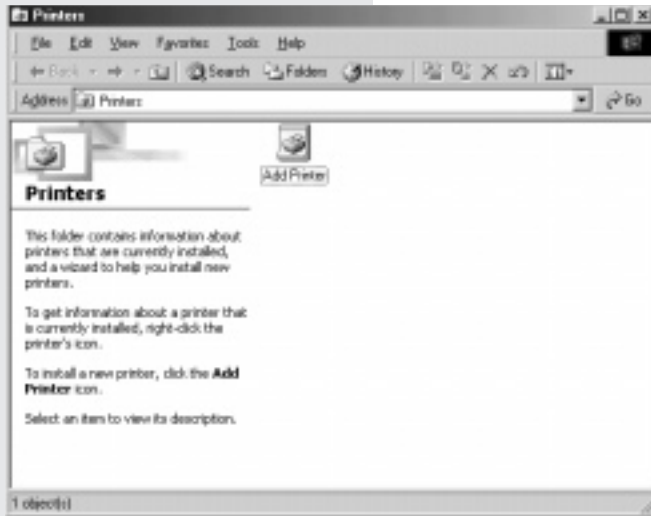 Printers
File Edit View Favorites Tools Help
Back Search Folders History
Address Printers Go
Add Printer
Printers
This folder contains information about
printers that are currently installed,
and a wizard to help you install new
printers.
To get information about a printer that
is currently installed, right-click the
printer's icon.
To install a new printer, click the Add
Printer icon.
Select an item to view its description.
1 object(s)